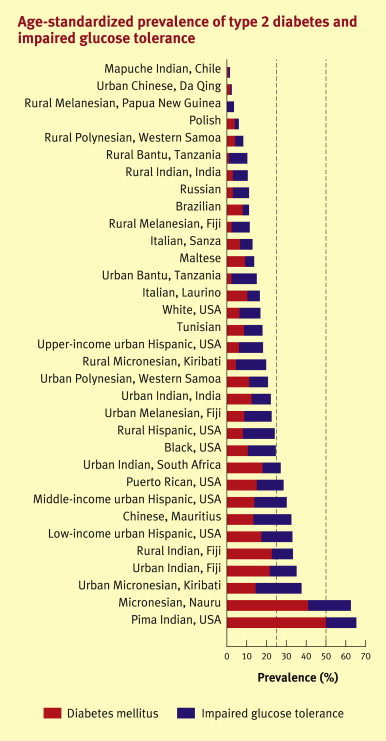 Age-standardized prevalence of type 2 diabetes and
impaired glucose tolerance
Mapuche Indian, Chile
Urban Chinese, Da Qing
Rural Melanesian, Papua New Guinea
Polish
Rural Polynesian, Western Samoa
Rural Bantu, Tanzania
Rural Indian, India
Russian
Brazilian
Rural Melanesian, Fiji
Italian, Sanza
Maltese
Urban Bantu, Tanzania
Italian, Laurino
White, USA
Tunisian
Upper-income urban Hispanic, USA
Rural Micronesian, Kiribati
Urban Polynesian, Western Samoa
Urban Indian, India
Urban Melanesian, Fiji
Rural Hispanic, USA
Black, USA
Urban Indian, South Africa
Puerto Rican, USA
Middle-income urban Hispanic, USA
Chinese, Mauritius
Low-income urban Hispanic, USA
Rural Indian, Fiji
Urban Indian, Fiji
Urban Micronesian, Kiribati
Micronesian, Nauru
Pima Indian, USA
0 10 20 30 40 50 60 70
Prevalence (%)
Diabetes mellitus Impaired glucose tolerance